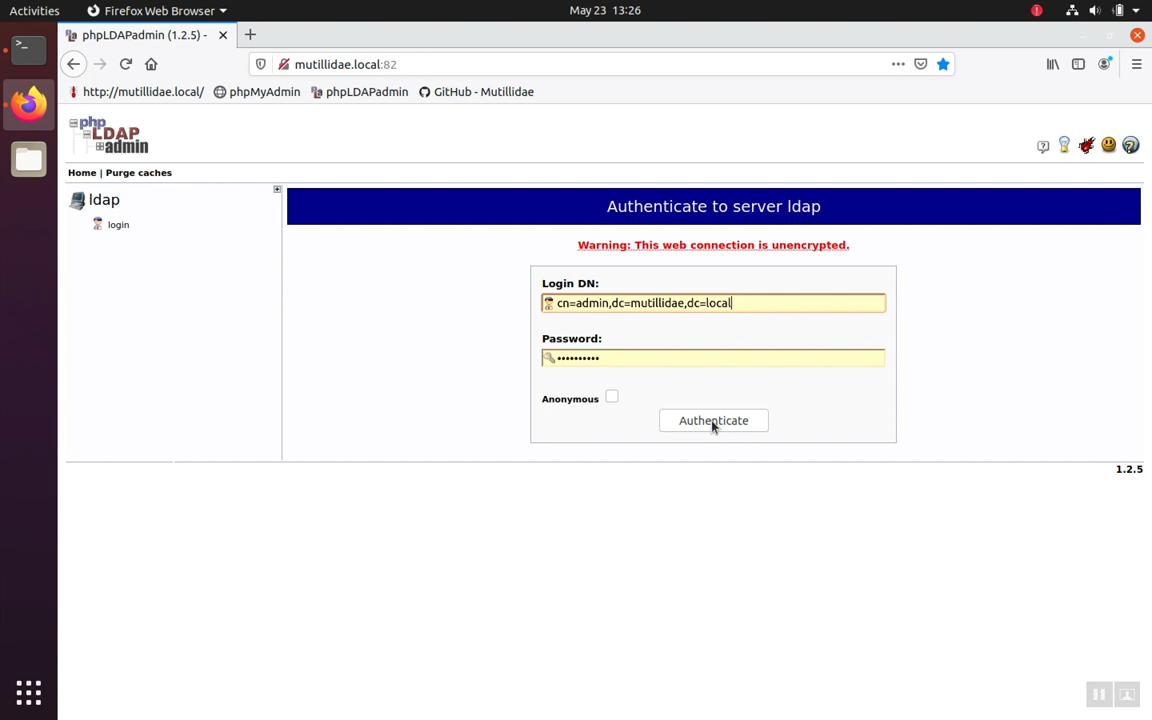 Activities
Firefox Web Browser
May 23 13:26
phpLDAPadmin (1.2.5) -
mutillidae.local:82
http://mutillidae.local/
phpMyAdmin
phpLDAPadmin
GitHub - Mutillidae
php
LDAP
admin
Home | Purge caches
ldap
login
Authenticate to server ldap
Warning: This web connection is unencrypted.
Login DN:
cn=admin,dc=mutillidae,dc=local
Password:
••••••••••
Anonymous
Authenticate
1.2.5